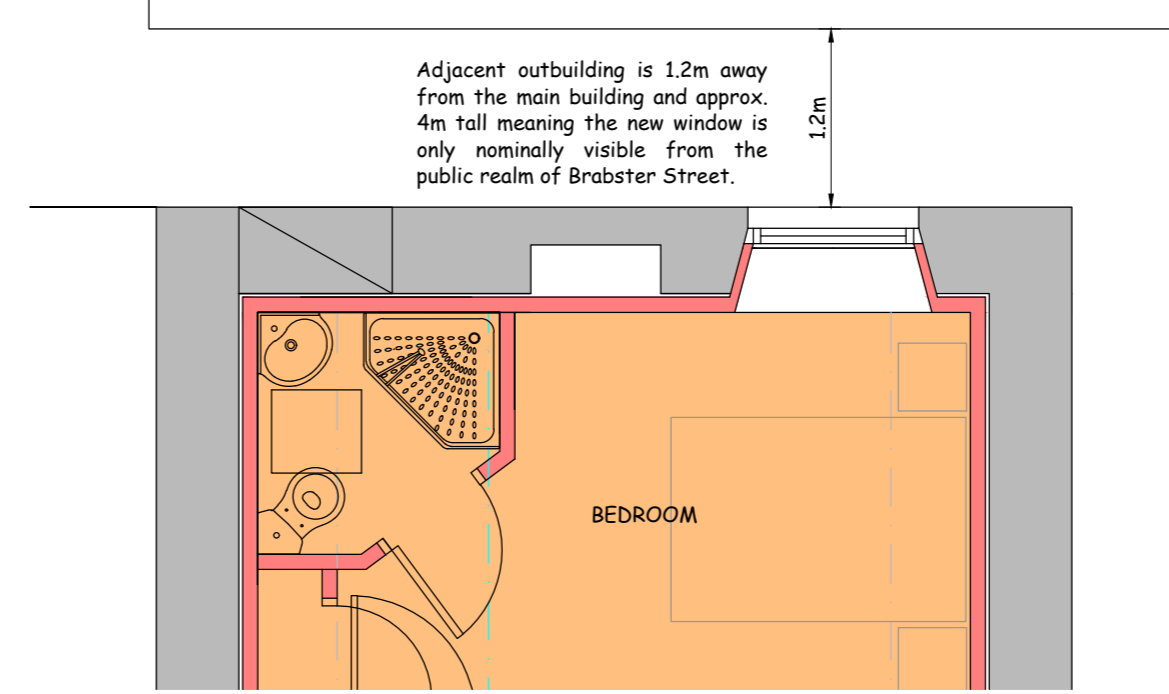 Adjacent outbuilding is 1.2m away
from the main building and approx.
4m tall meaning the new window is
only nominally visible from the
public realm of Brabster Street.
1.2m
BEDROOM